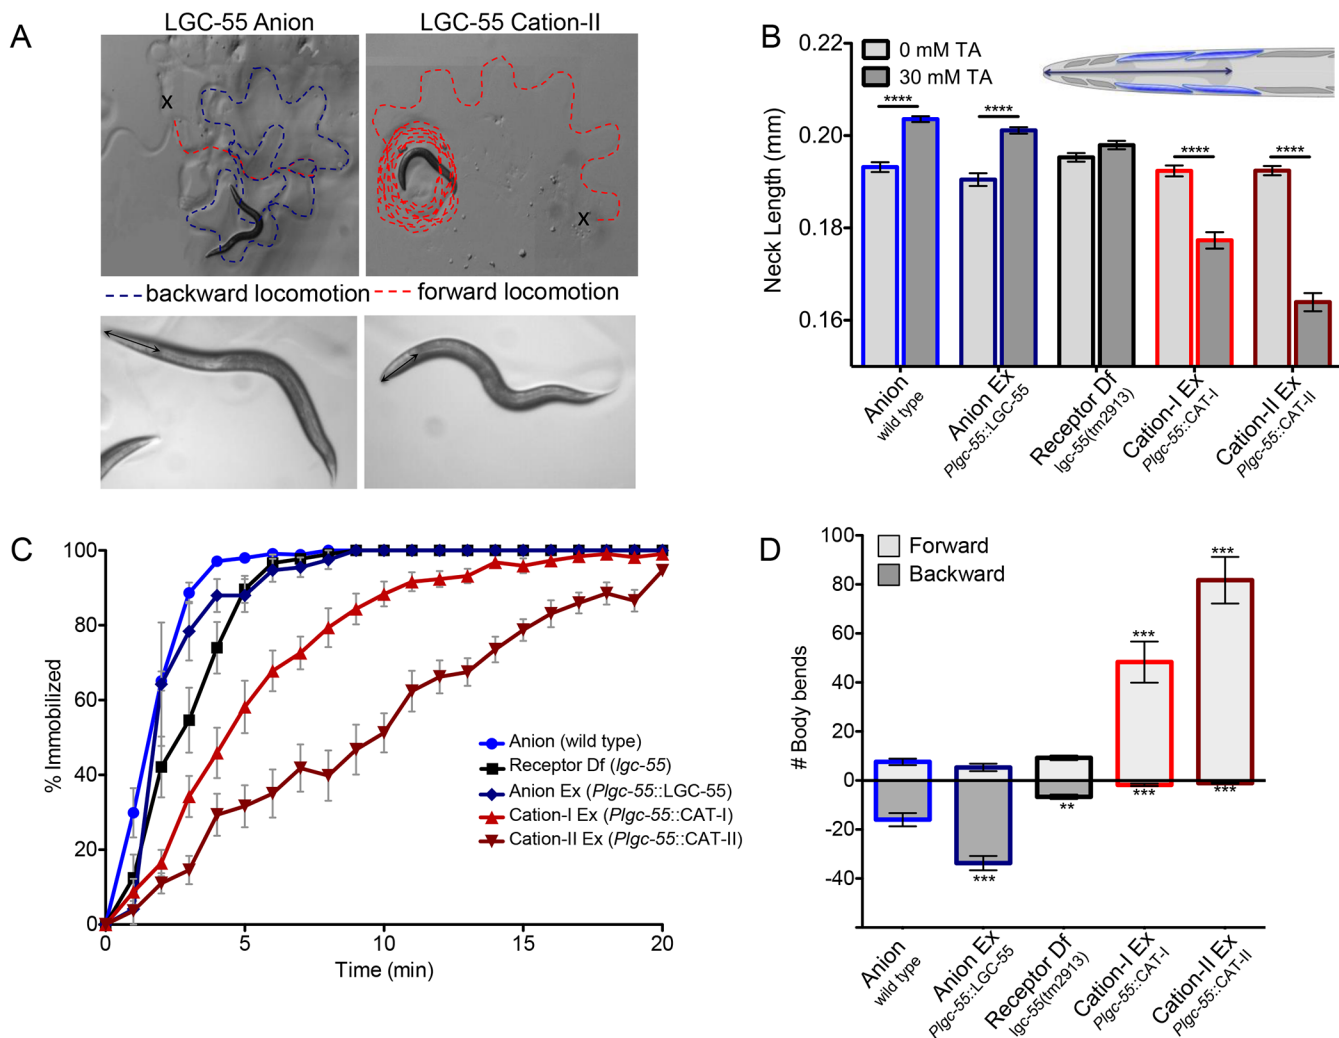 A
LGC-55 Anion
LGC-55 Cation-II
X
X
backward locomotion
forward locomotion
B
0 mM TA
30 mM TA
Neck Length (mm)
0.22
0.20
0.18
0.16
****
****
****
****
Anion
wild type
Anion Ex
Plgc-55::LGC-55
Receptor Df
lgc-55(tm2913)
Cation-I Ex
Plgc-55::CAT-I
Cation-II Ex
Plgc-55::CAT-II
C
% Immobilized
100
80
60
40
20
0
0
5
10
15
20
Time (min)
Anion (wild type)
Receptor Df (lgc-55)
Anion Ex (Plgc-55::LGC-55)
Cation-I Ex (Plgc-55::CAT-I)
Cation-II Ex (Plgc-55::CAT-II)
D
Forward
Backward
# Body bends
100
80
60
40
20
0
-20
-40
***
**
***
***
***
***
Anion
wild type
Anion Ex
Plgc-55::LGC-55
Receptor Df
lgc-55(tm2913)
Cation-I Ex
Plgc-55::CAT-I
Cation-II Ex
Plgc-55::CAT-II